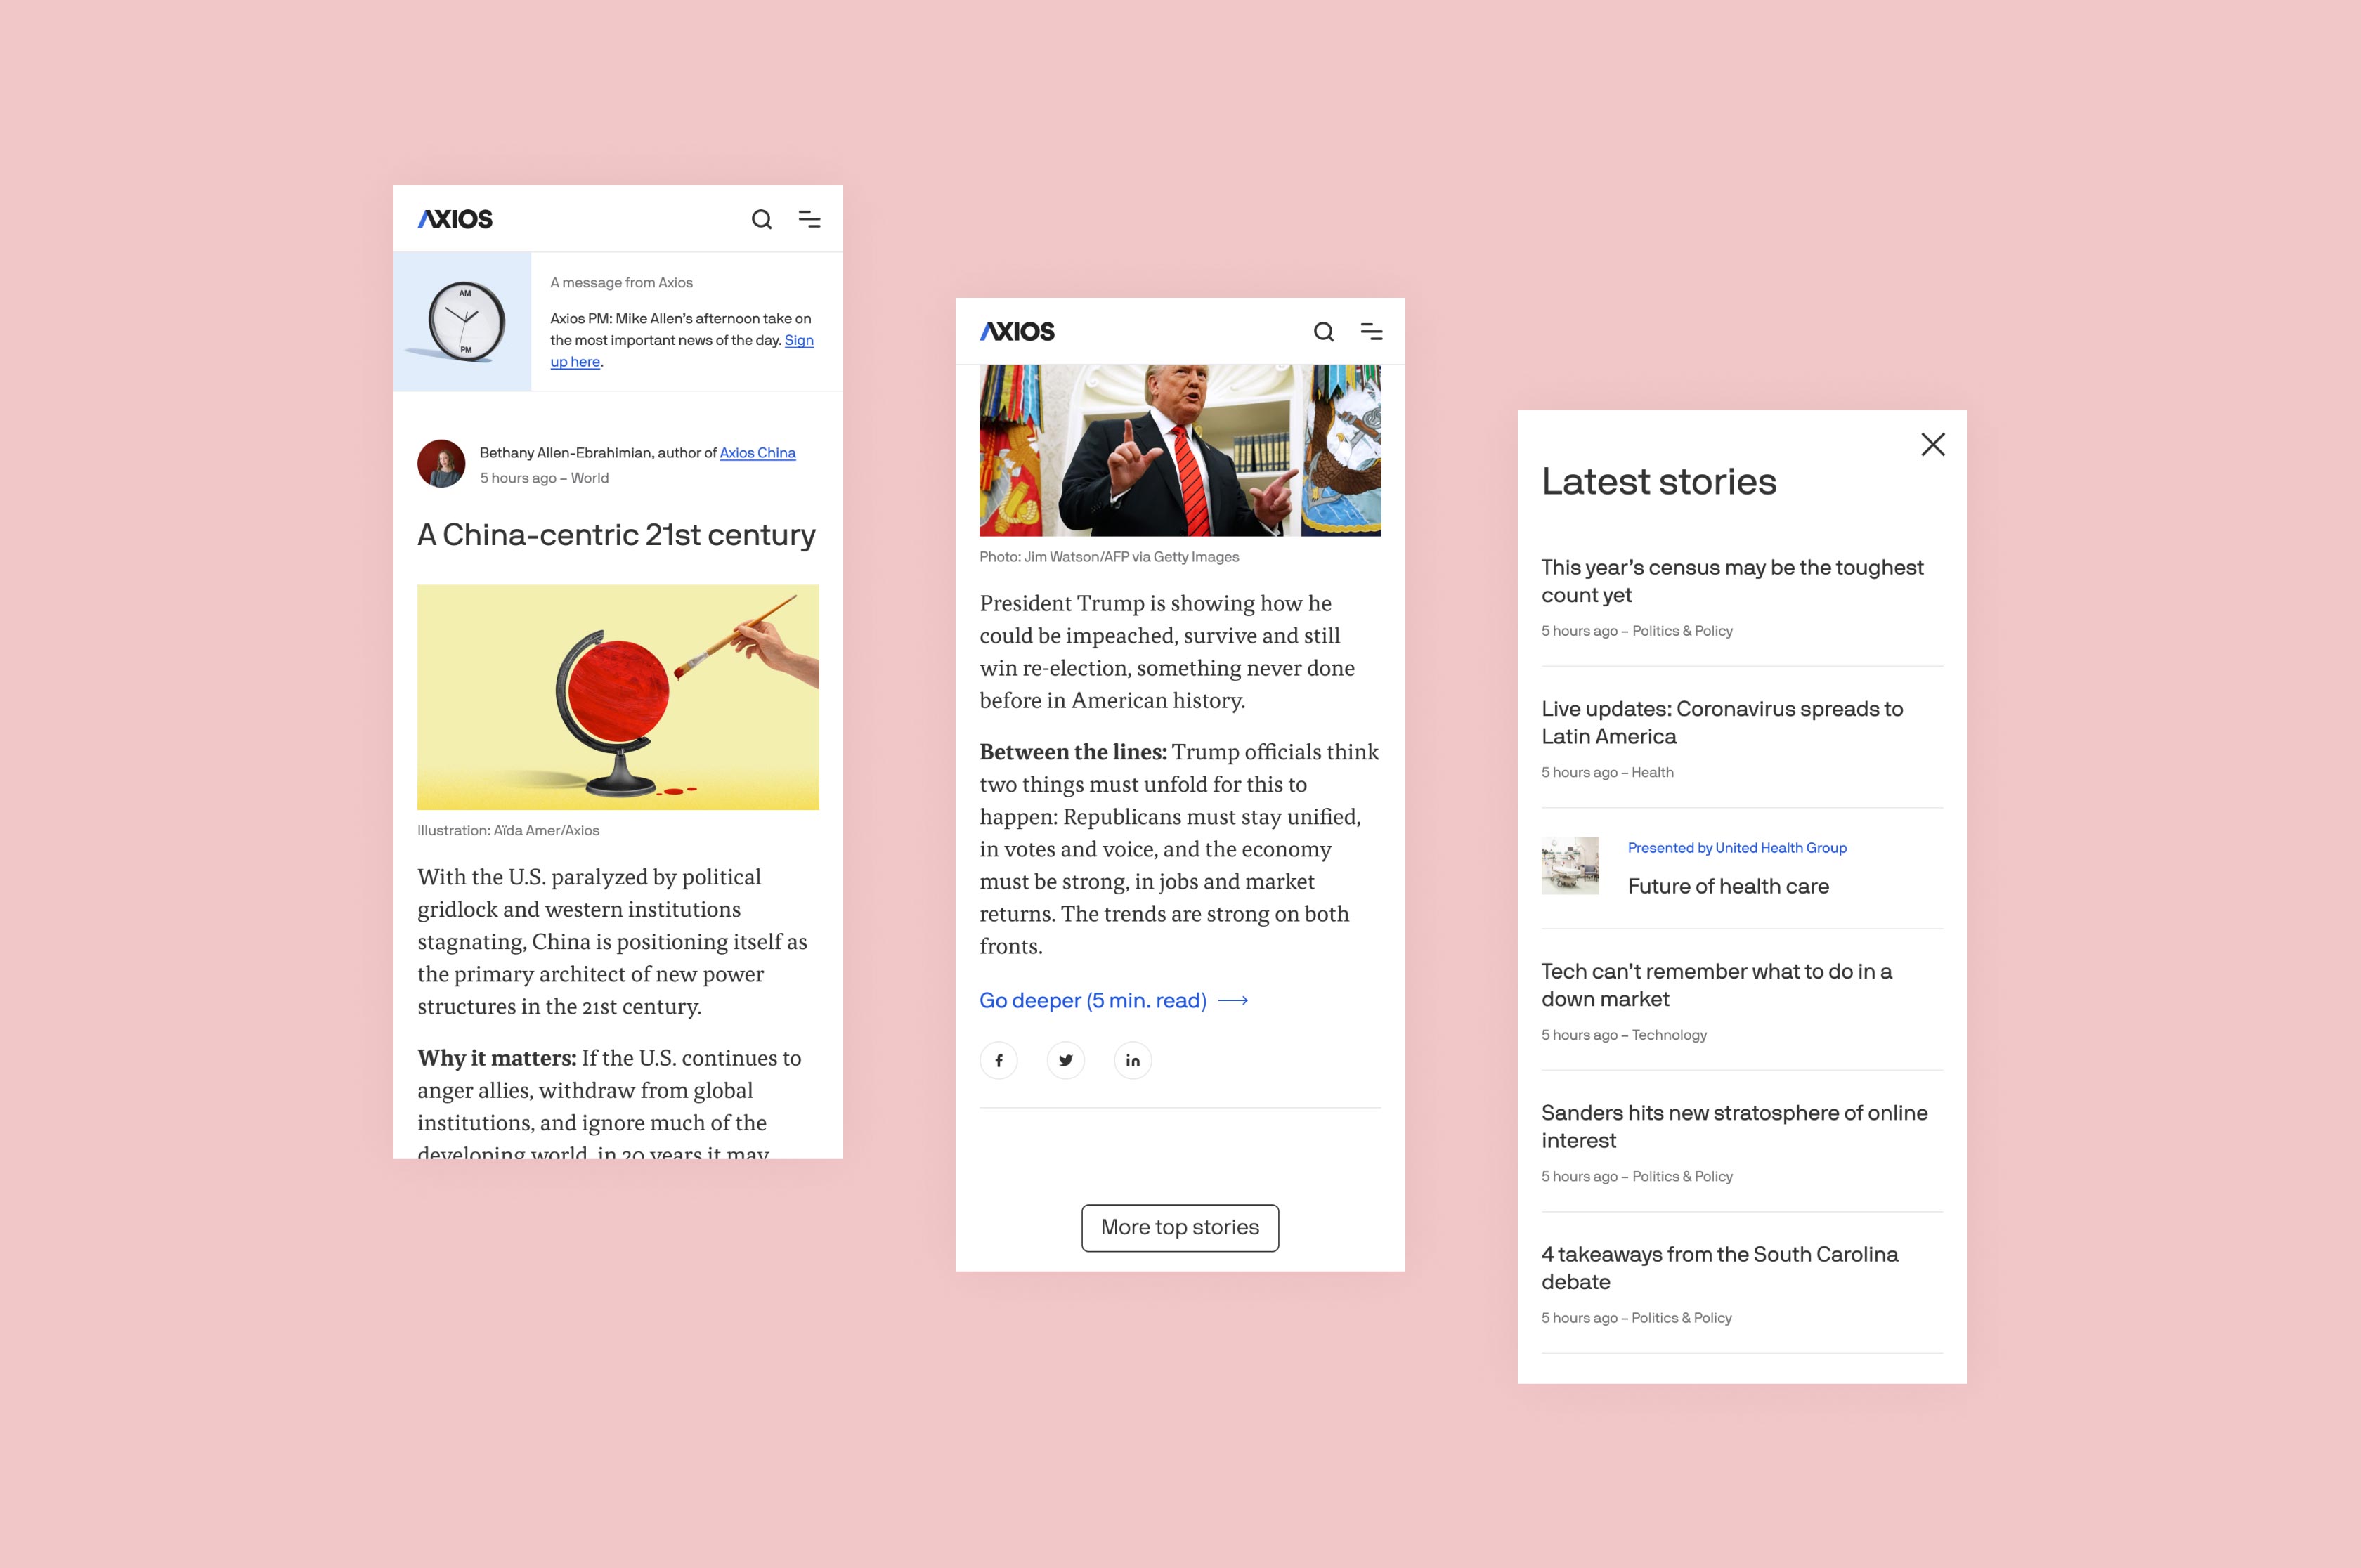 AXIOS
AM
PM
A message from Axios
Axios PM: Mike Allen’s afternoon take on
the most important news of the day. Sign
up here.
Bethany Allen-Ebrahimian, author of Axios China
5 hours ago – World
A China-centric 21st century
Illustration: Aïda Amer/Axios
With the U.S. paralyzed by political
gridlock and western institutions
stagnating, China is positioning itself as
the primary architect of new power
structures in the 21st century.
Why it matters: If the U.S. continues to
anger allies, withdraw from global
institutions, and ignore much of the
developing world, in 20 years it may
AXIOS
Photo: Jim Watson/AFP via Getty Images
President Trump is showing how he
could be impeached, survive and still
win re-election, something never done
before in American history.
Between the lines: Trump officials think
two things must unfold for this to
happen: Republicans must stay unified,
in votes and voice, and the economy
must be strong, in jobs and market
returns. The trends are strong on both
fronts.
Go deeper (5 min. read)
More top stories
Latest stories
This year’s census may be the toughest
count yet
5 hours ago – Politics & Policy
Live updates: Coronavirus spreads to
Latin America
5 hours ago – Health
Presented by United Health Group
Future of health care
Tech can’t remember what to do in a
down market
5 hours ago – Technology
Sanders hits new stratosphere of online
interest
5 hours ago – Politics & Policy
4 takeaways from the South Carolina
debate
5 hours ago – Politics & Policy